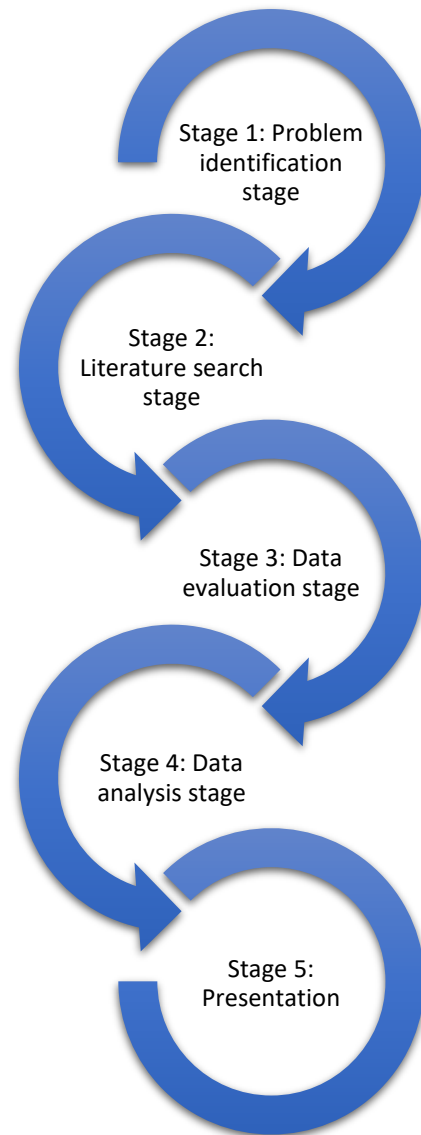 Stage 1: Problem
identification
stage
Stage 2:
Literature search
stage
Stage 3: Data
evaluation stage
Stage 4: Data
analysis stage
Stage 5:
Presentation